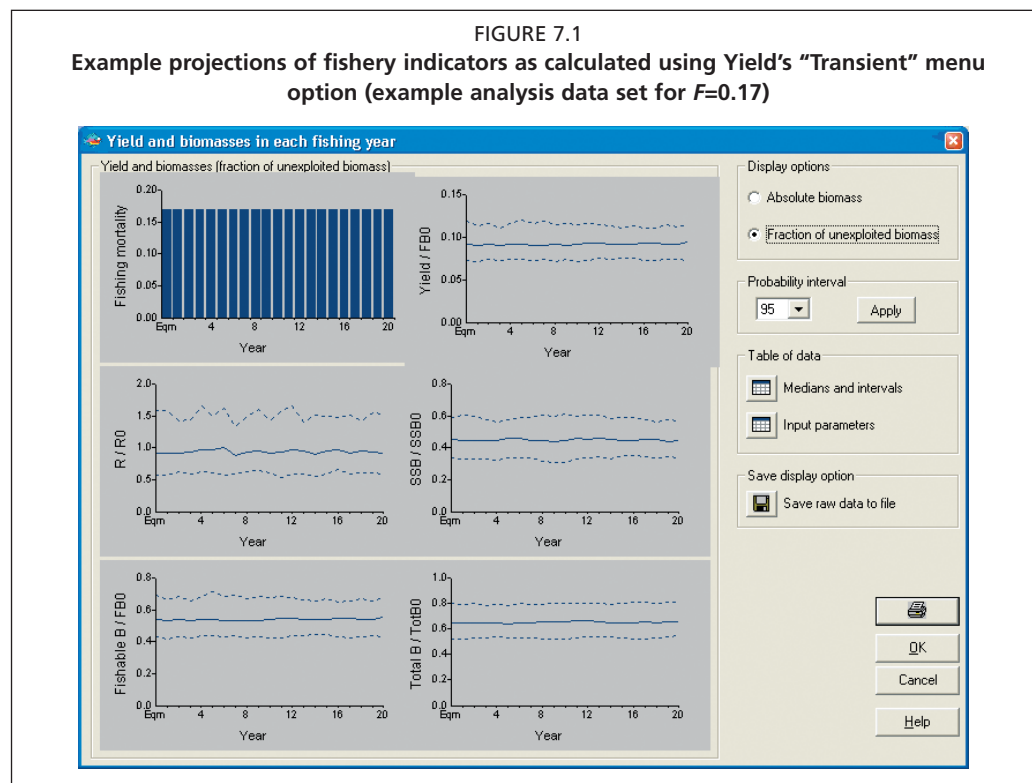 FIGURE 7.1
Example projections of fishery indicators as calculated using Yield's "Transient" menu
option (example analysis data set for F=0.17)
Yield and biomasses in each fishing year
Yield and biomasses (fraction of unexploited biomass)
Fishing mortality
0.20
0.15
0.10
0.05
0.00
Eqm 4 8 12 16 20
Year
Yield / FB0
0.15
0.10
0.05
0.00
Eqm 4 8 12 16 20
Year
R / R0
2.0
1.5
1.0
0.5
0.0
Eqm 4 8 12 16 20
Year
SSB / SSB0
0.8
0.6
0.4
0.2
0.0
Eqm 4 8 12 16 20
Year
Fishable B / FB0
0.8
0.6
0.4
0.2
0.0
Eqm 4 8 12 16 20
Year
Total B / TotB0
1.0
0.8
0.6
0.4
0.2
0.0
Eqm 4 8 12 16 20
Year
Display options
Absolute biomass
Fraction of unexploited biomass
Probability interval
95
Apply
Table of data
Medians and intervals
Input parameters
Save display option
Save raw data to file
OK
Cancel
Help